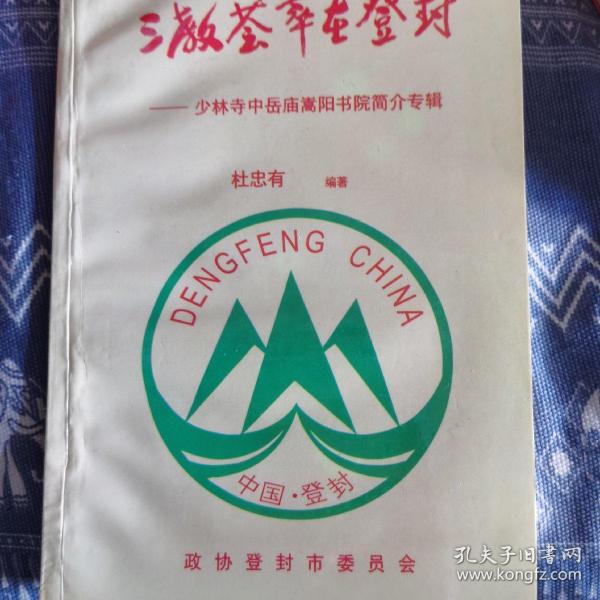 三教荟萃在登封
——少林寺中岳庙嵩阳书院简介专辑
杜忠有 编著
DENGFENG CHINA
中国·登封
政协登封市委员会
孔夫子旧书网
www.kongfz.com